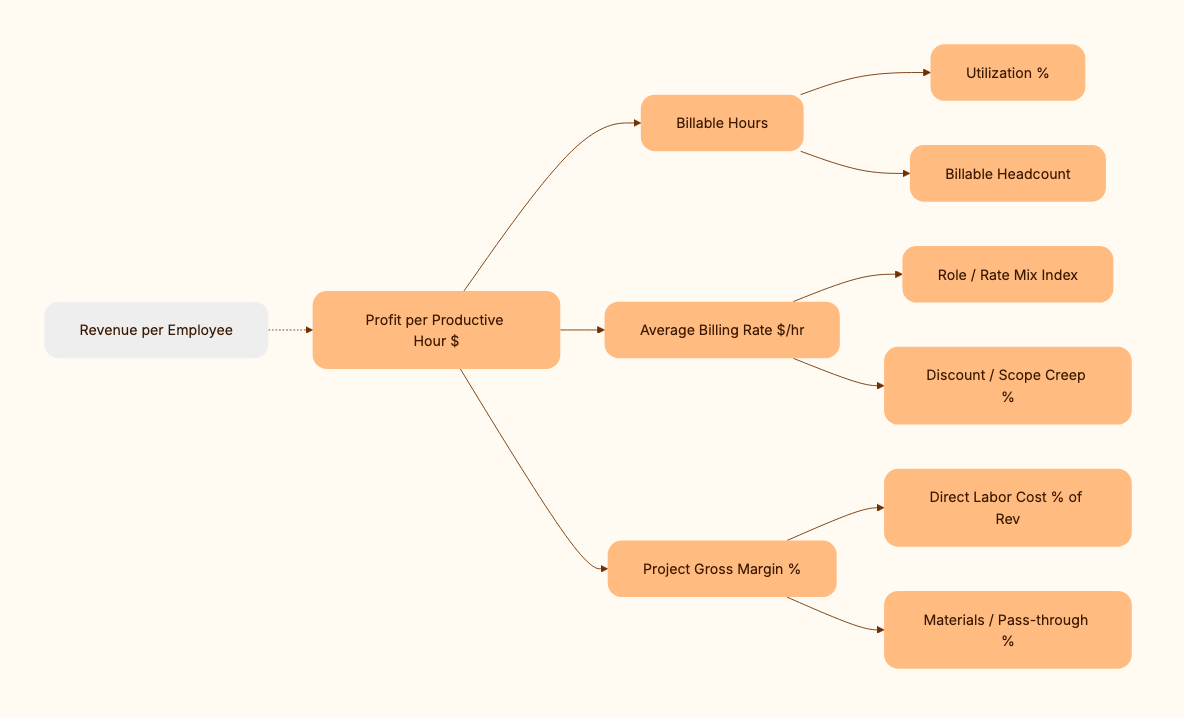 Revenue per Employee
Profit per Productive
Hour $
Billable Hours
Average Billing Rate $/hr
Project Gross Margin %
Utilization %
Billable Headcount
Role / Rate Mix Index
Discount / Scope Creep
%
Direct Labor Cost % of
Rev
Materials / Pass-through
%